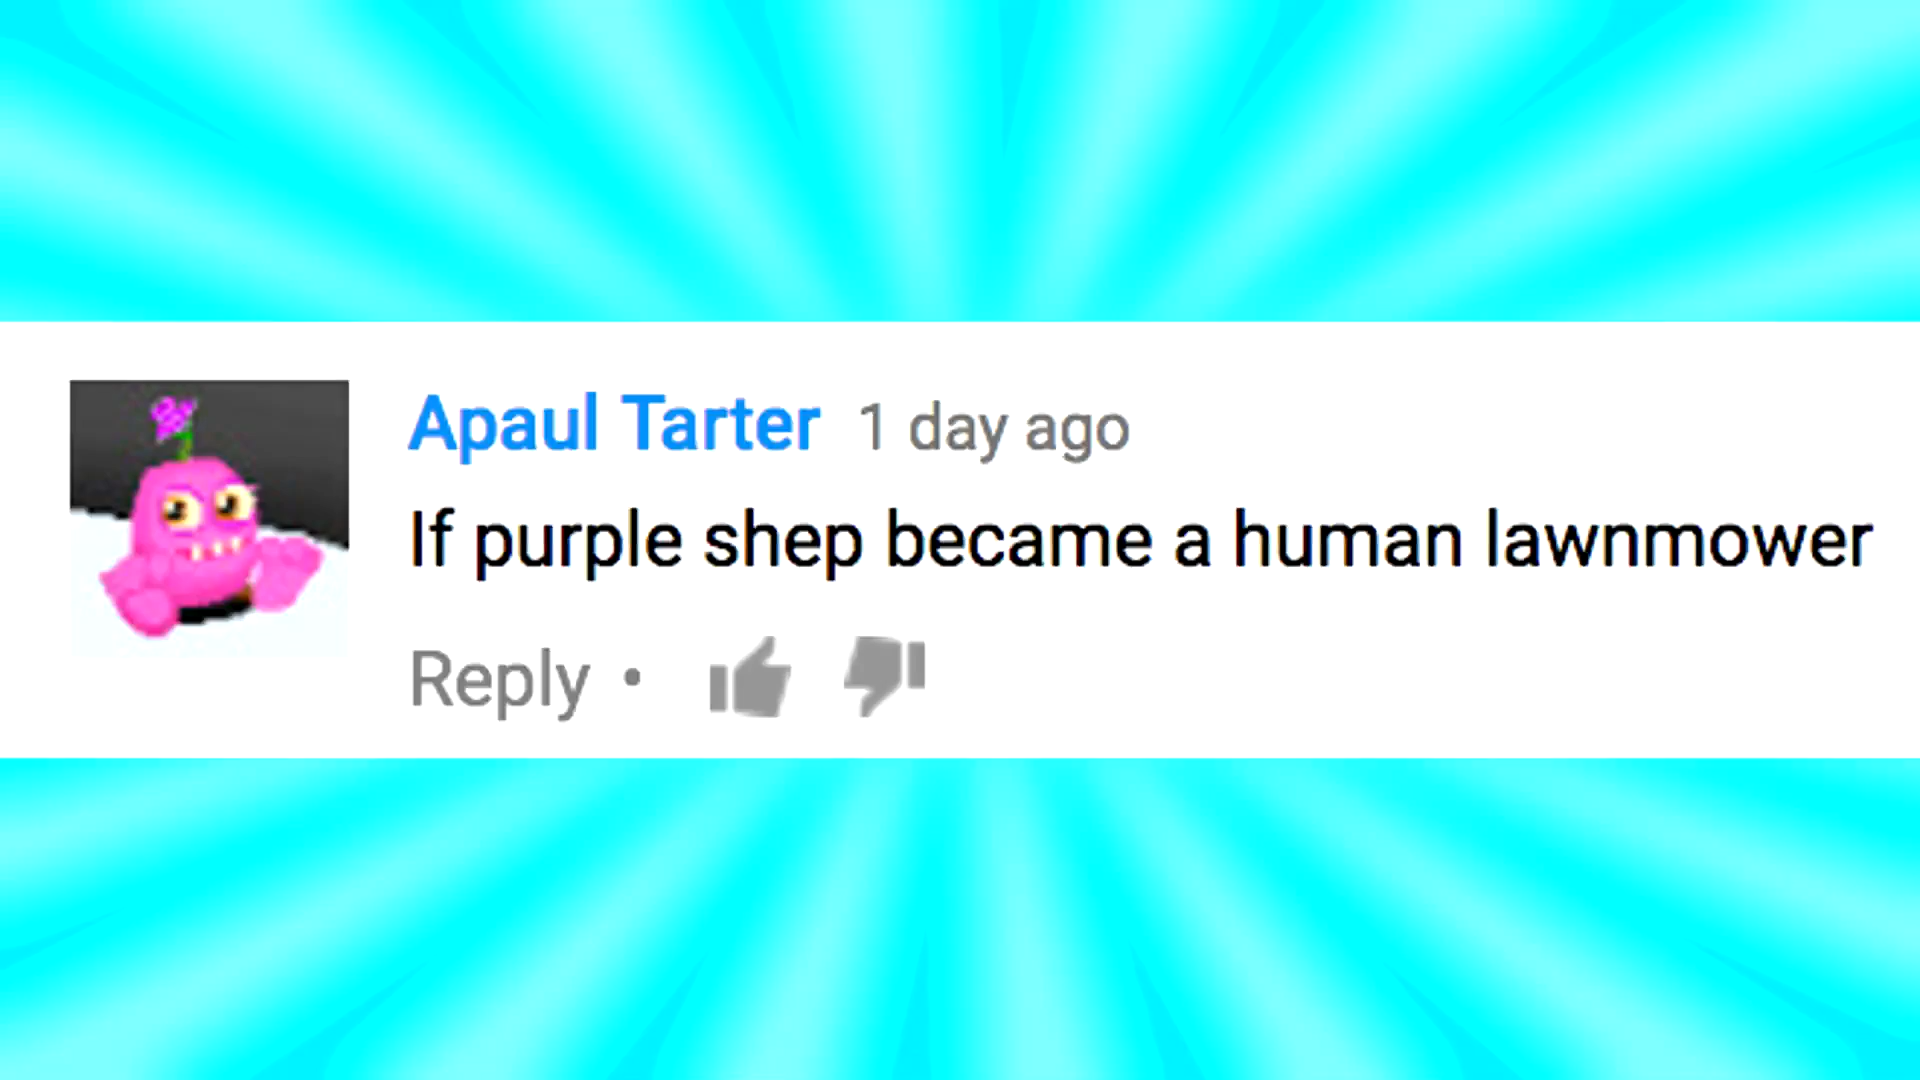 Apaul Tarter 1 day ago
If purple shep became a human lawnmower
Reply •